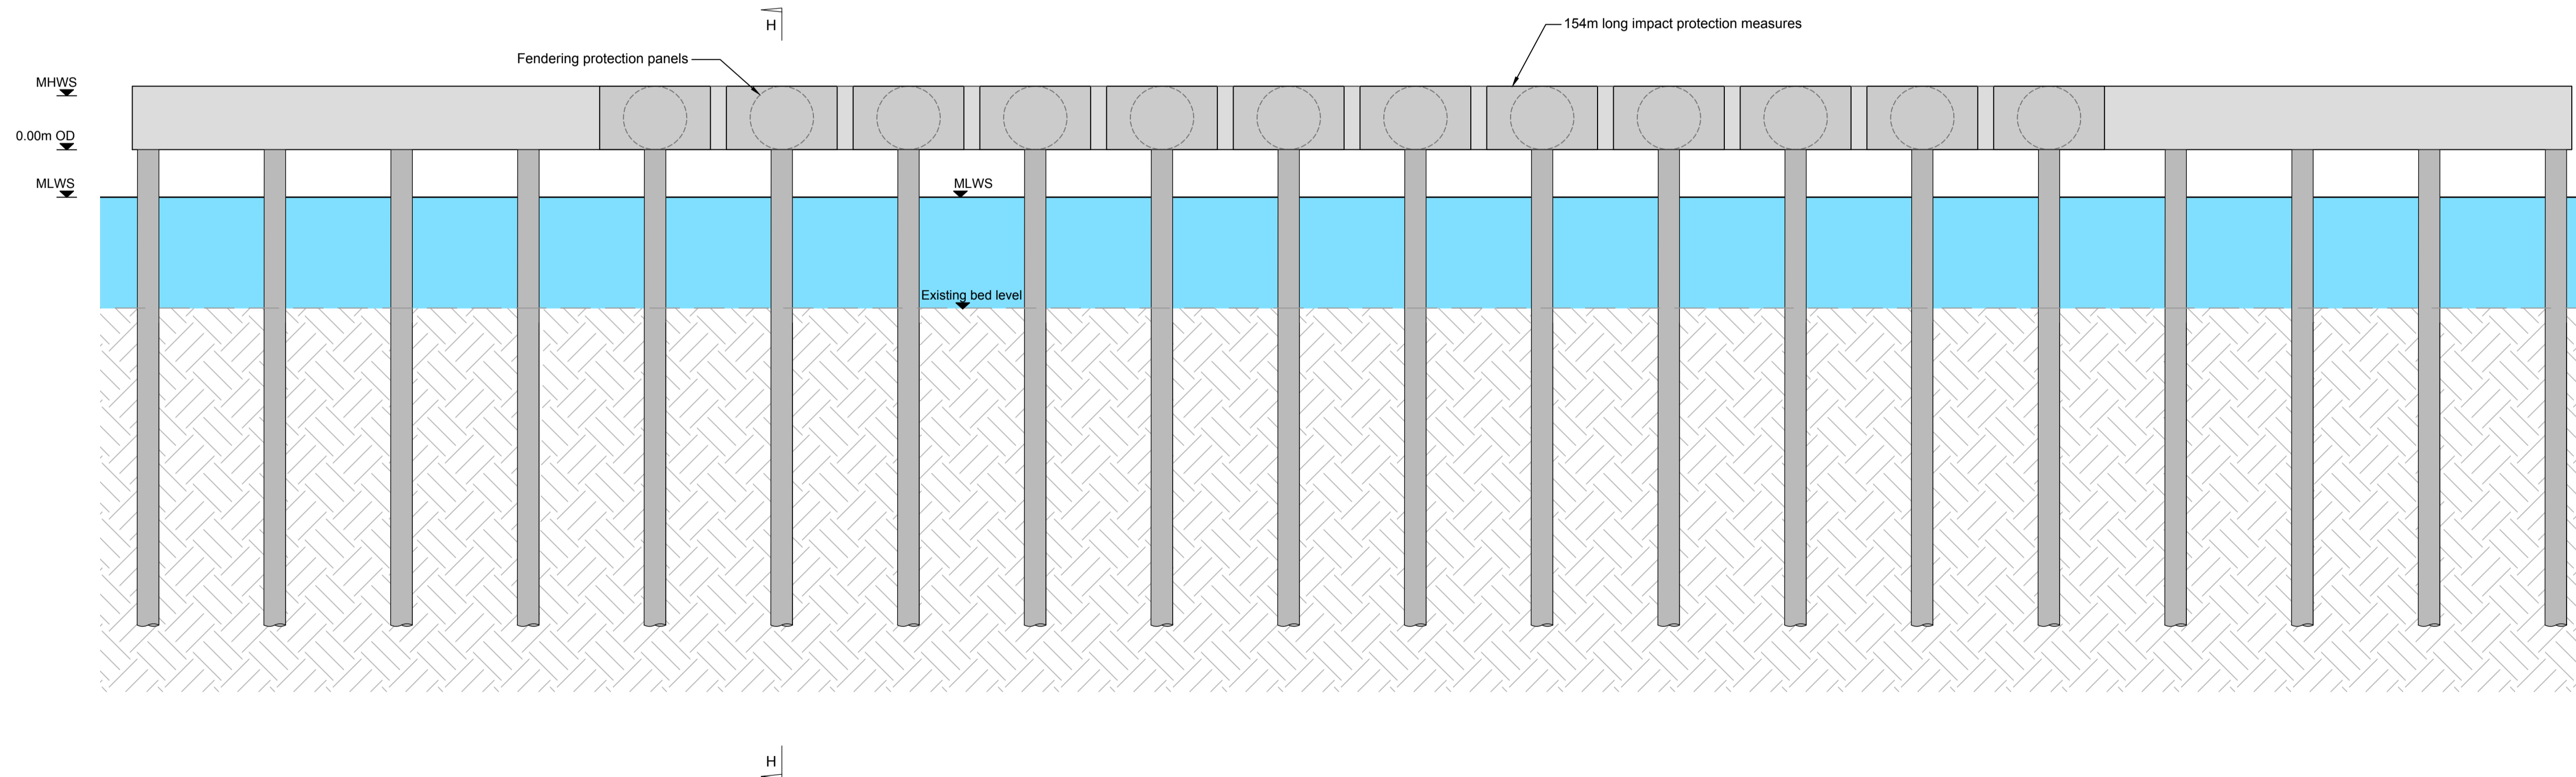 H
154m long impact protection measures
Fendering protection panels
MHWS
0.00m OD
MLWS
MLWS
Existing bed level
H